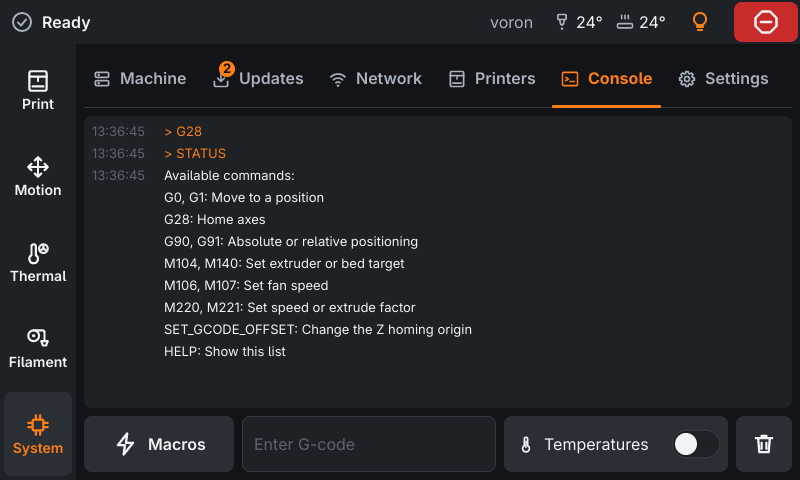 Ready
voron
24°
24°
Print
Motion
Thermal
Filament
System
Machine
2
Updates
Network
Printers
Console
Settings
13:36:45 > G28
13:36:45 > STATUS
13:36:45 Available commands:
G0, G1: Move to a position
G28: Home axes
G90, G91: Absolute or relative positioning
M104, M140: Set extruder or bed target
M106, M107: Set fan speed
M220, M221: Set speed or extrude factor
SET_GCODE_OFFSET: Change the Z homing origin
HELP: Show this list
Macros
Enter G-code
Temperatures